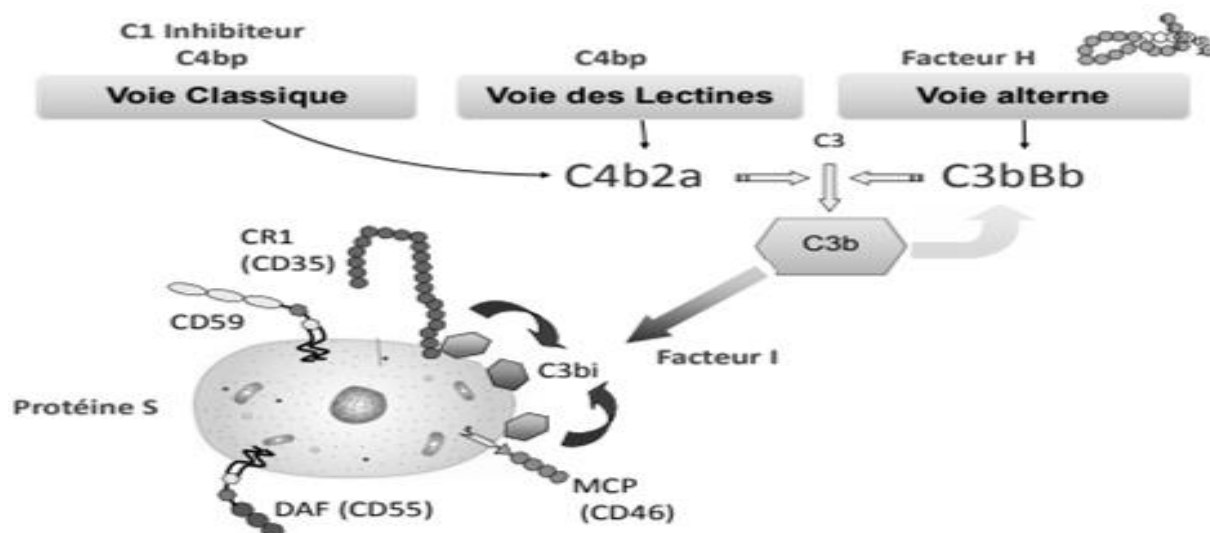 C1 Inhibiteur
C4bp
C4bp
Facteur H
Voie Classique
Voie des Lectines
Voie alterne
C3
C4b2a
C3bBb
C3b
CR1
(CD35)
CD59
Facteur I
C3bi
Protéine S
MCP
(CD46)
DAF (CD55)